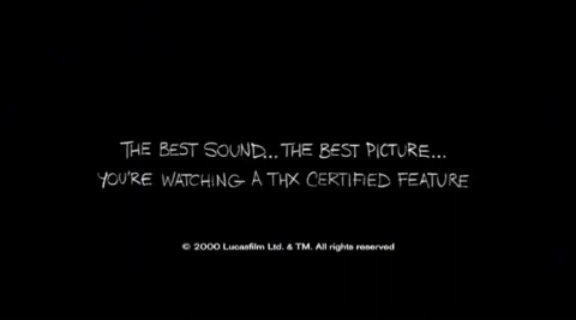 THE BEST SOUND...THE BEST PICTURE...
YOU'RE WATCHING A THX CERTIFIED FEATURE
© 2000 Lucasfilm Ltd. & TM. All rights reserved